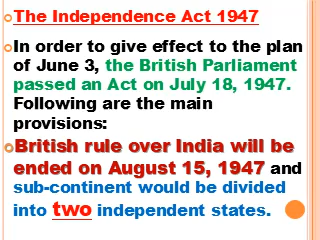 The Independence Act 1947
In order to give effect to the plan
of June 3, the British Parliament
passed an Act on July 18, 1947.
Following are the main
provisions:
British rule over India will be
ended on August 15, 1947 and
sub-continent would be divided
into two independent states.